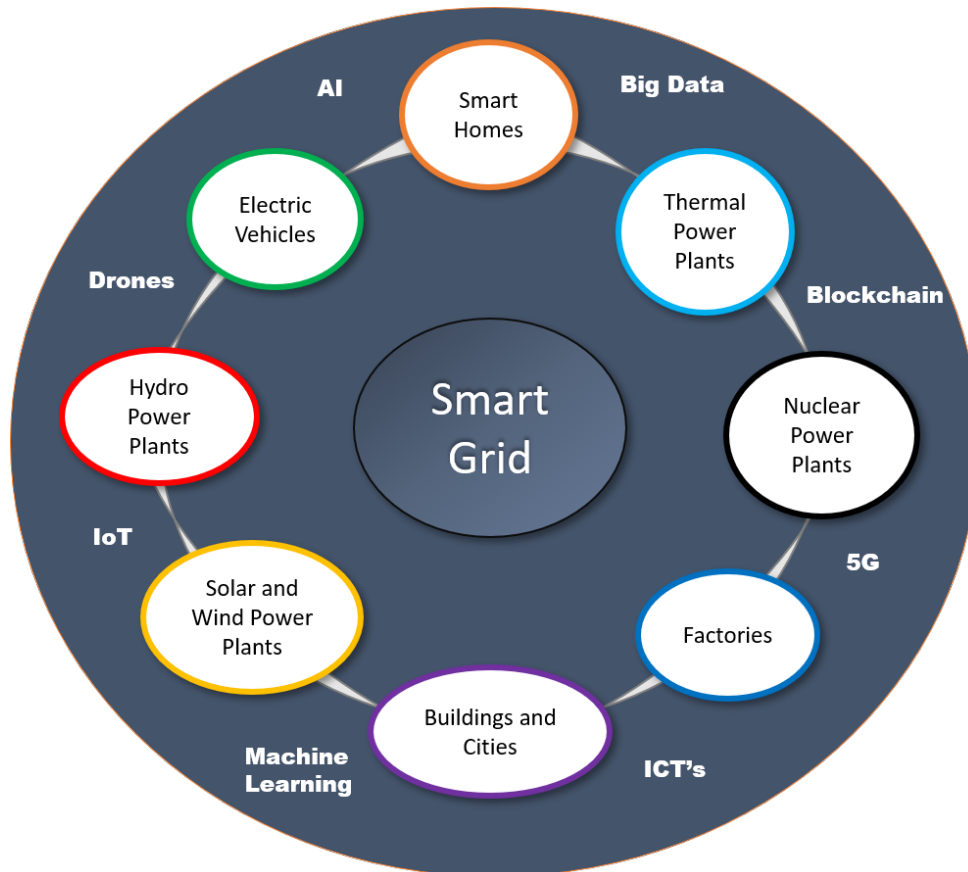 AI
Big Data
Smart
Homes
Electric
Vehicles
Thermal
Power
Plants
Drones
Blockchain
Hydro
Power
Plants
Smart
Grid
Nuclear
Power
Plants
IoT
5G
Solar and
Wind Power
Plants
Factories
Buildings and
Cities
Machine
Learning
ICT's